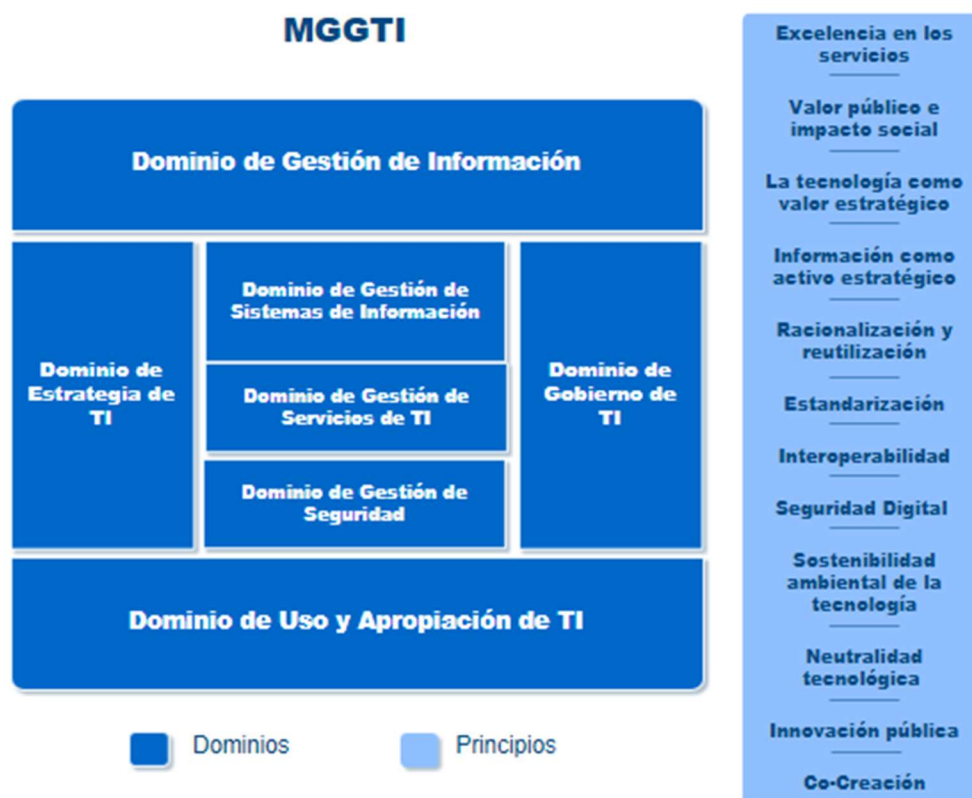 MGGTI
Dominio de Gestión de Información
Dominio de
Estrategia de
TI
Dominio de Gestión de
Sistemas de Información
Dominio de Gestión de
Servicios de TI
Dominio de Gestión de
Seguridad
Dominio de
Gobierno de
TI
Dominio de Uso y Apropiación de TI
Dominios
Principios
Excelencia en los
servicios
Valor público e
impacto social
La tecnología como
valor estratégico
Información como
activo estratégico
Racionalización y
reutilización
Estandarización
Interoperabilidad
Seguridad Digital
Sostenibilidad
ambiental de la
tecnología
Neutralidad
tecnológica
Innovación pública
Co-Creación